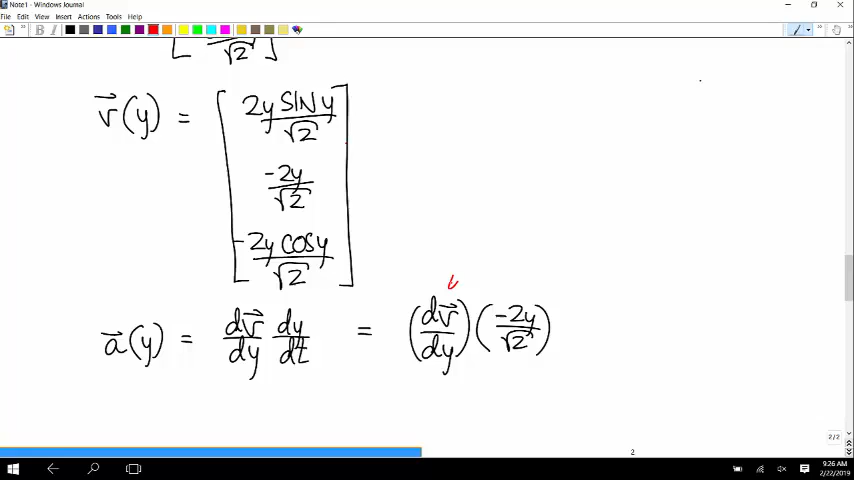 Note1 - Windows Journal
File Edit View Insert Actions Tools Help
B I
√2
v⃗(y) = [ 2y SIN y / √2
-2y / √2
-2y COS y / √2 ]
a⃗(y) = dv⃗/dy dy/dt = (dv⃗/dy) (-2y/√2)
2/2
2
9:26 AM
2/22/2019